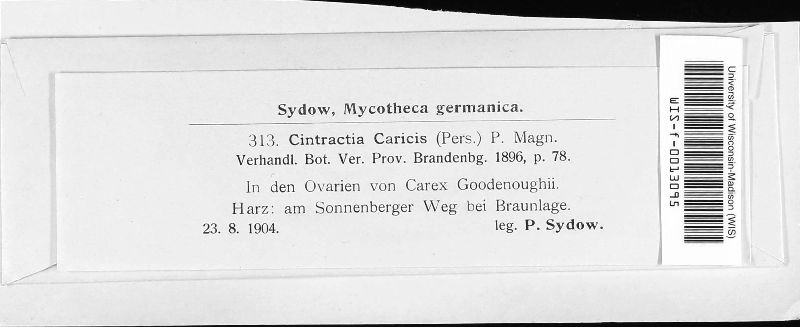 Sydow, Mycotheca germanica.
313. Cintractia Caricis (Pers.) P. Magn.
Verhandl. Bot. Ver. Prov. Brandenbg. 1896, p. 78.
In den Ovarien von Carex Goodenoughii.
Harz: am Sonnenberger Weg bei Braunlage.
23. 8. 1904. leg. P. Sydow.
University of Wisconsin-Madison (WIS)
WIS-f-0013095